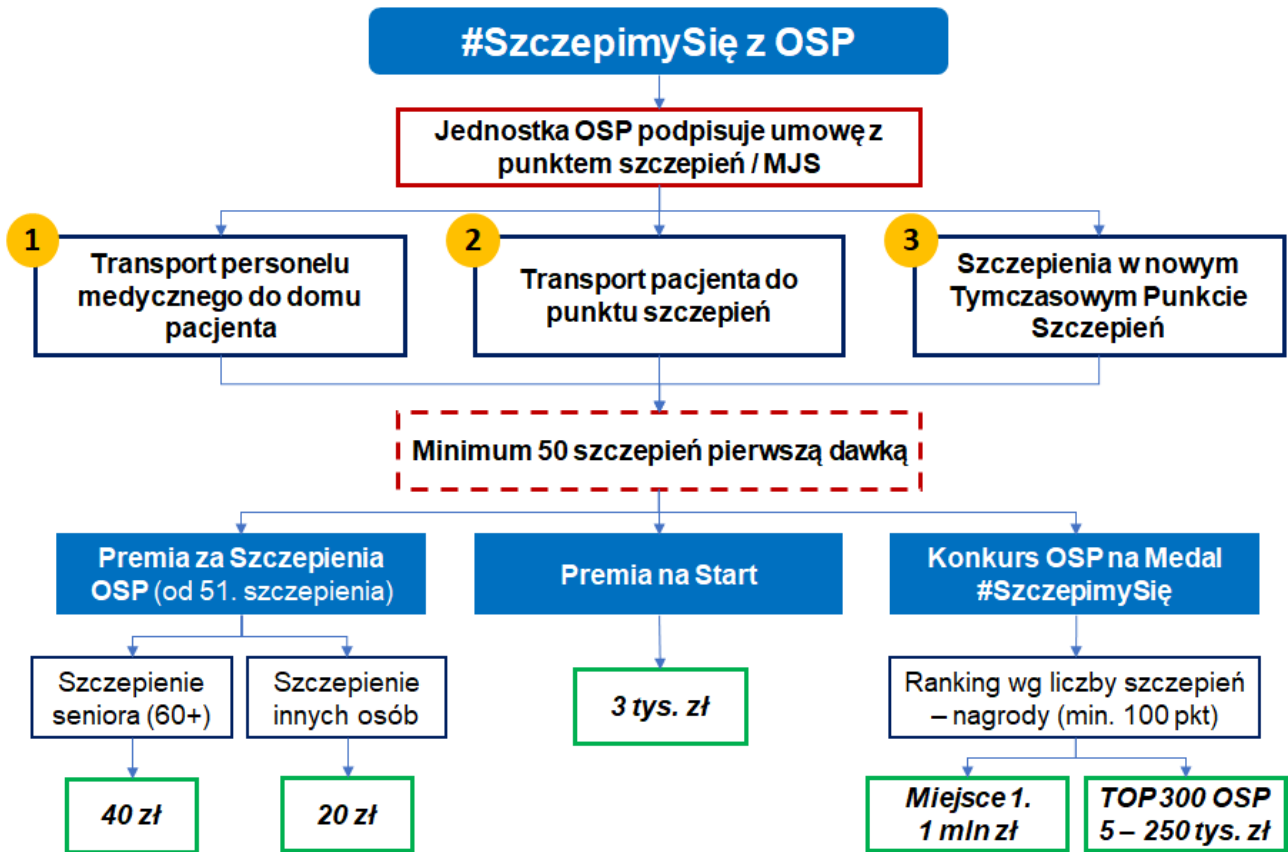 #SzczepimySię z OSP
Jednostka OSP podpisuje umowę z
punktem szczepień / MJS
1
Transport personelu
medycznego do domu
pacjenta
2
Transport pacjenta do
punktu szczepień
3
Szczepienia w nowym
Tymczasowym Punkcie
Szczepień
Minimum 50 szczepień pierwszą dawką
Premia za Szczepienia
OSP (od 51. szczepienia)
Szczepienie
seniora (60+)
40 zł
Szczepienie
innych osób
20 zł
Premia na Start
3 tys. zł
Konkurs OSP na Medal
#SzczepimySię
Ranking wg liczby szczepień
– nagrody (min. 100 pkt)
Miejsce 1.
1 mln zł
TOP 300 OSP
5 – 250 tys. zł